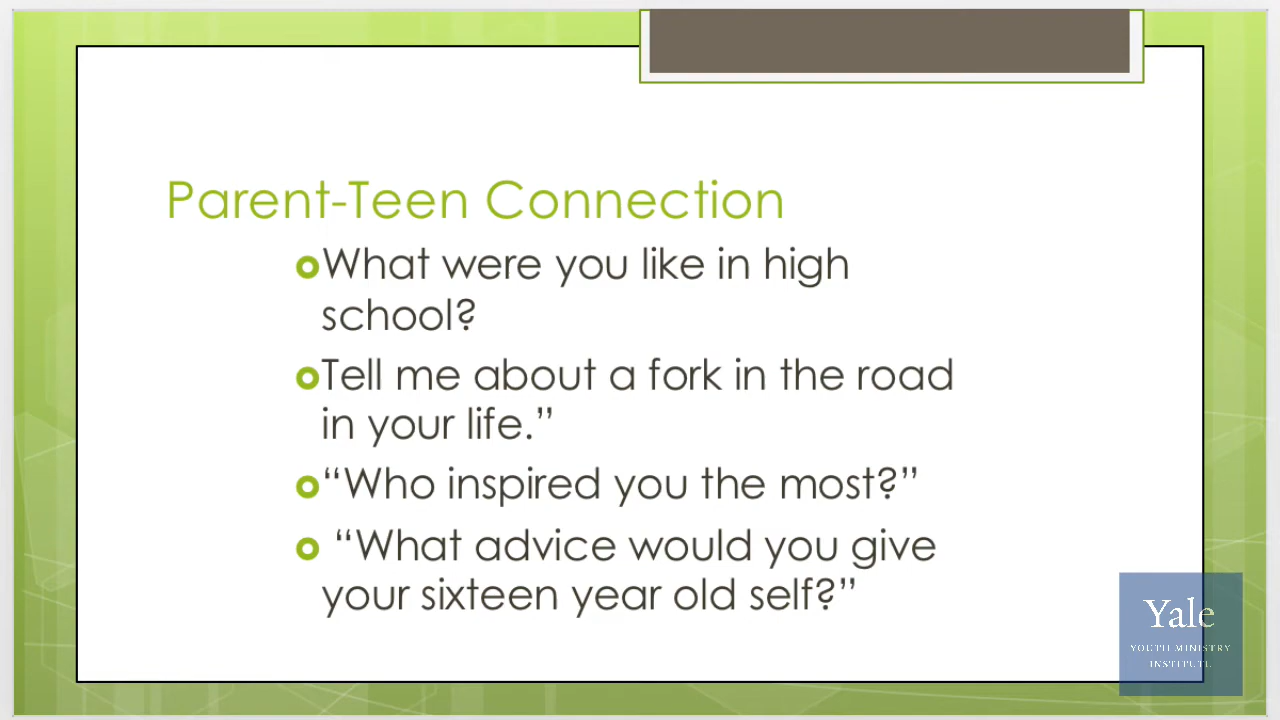 Parent-Teen Connection
What were you like in high
school?
Tell me about a fork in the road
in your life.”
“Who inspired you the most?”
“What advice would you give
your sixteen year old self?”
Yale
YOUTH MINISTRY
INSTITUTE